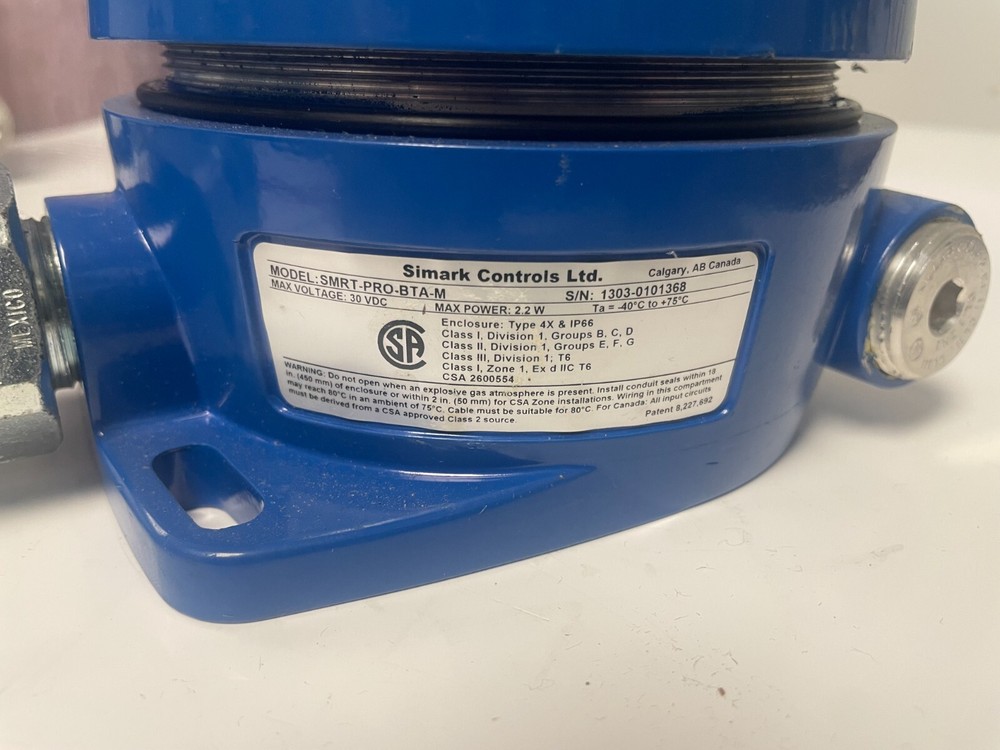 Simark Controls Ltd. Calgary, AB Canada
MODEL: SMRT-PRO-BTA-M S/N: 1303-0101368
MAX VOLTAGE: 30 VDC MAX POWER: 2.2 W Ta = -40°C to +75°C
SA
Enclosure: Type 4X & IP66
Class I, Division 1, Groups B, C, D
Class II, Division 1, Groups E, F, G
Class III, Division 1; T6
Class I, Zone 1, Ex d IIC T6
CSA 2600554
WARNING: Do not open when an explosive gas atmosphere is present. Install conduit seals within 18
in. (450 mm) of enclosure or within 2 in. (50 mm) for CSA Zone installations. Wiring in this compartment
may reach 80°C in an ambient of 75°C. Cable must be suitable for 80°C. For Canada: All input circuits
must be derived from a CSA approved Class 2 source. Patent 8,227,692
MEXICO